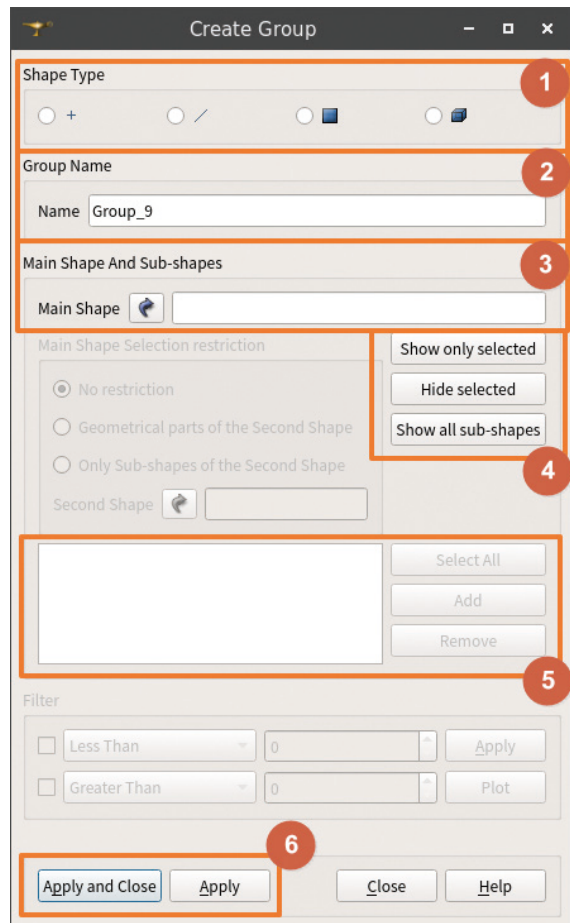 Create Group
Shape Type
1
Group Name
2
Name Group_9
Main Shape And Sub-shapes
3
Main Shape
Main Shape Selection restriction
Show only selected
No restriction
Hide selected
Geometrical parts of the Second Shape
Show all sub-shapes
Only Sub-shapes of the Second Shape
4
Second Shape
Select All
Add
Remove
5
Filter
Less Than 0 Apply
Greater Than 0 Plot
6
Apply and Close Apply Close Help